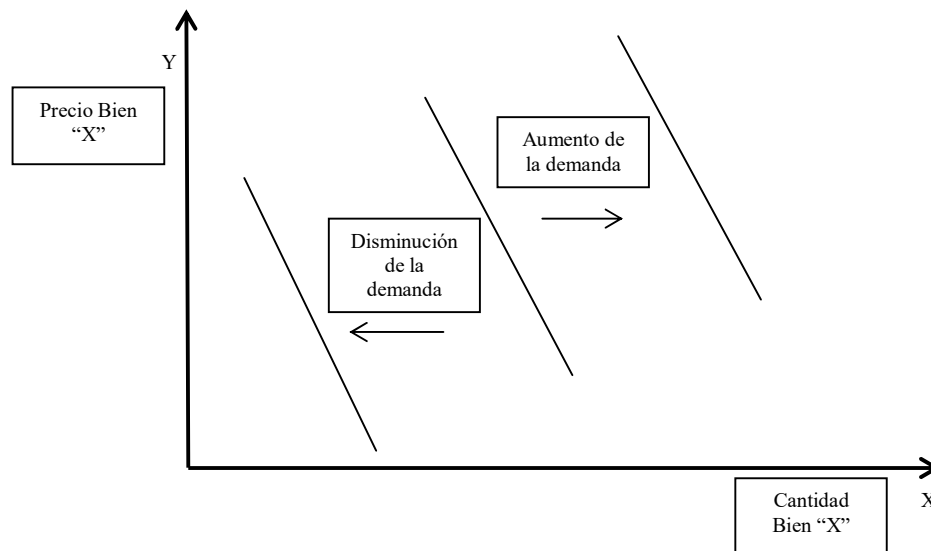 Y
Precio Bien
“X”
Aumento de
la demanda
Disminución
de la
demanda
Cantidad
Bien “X”
X